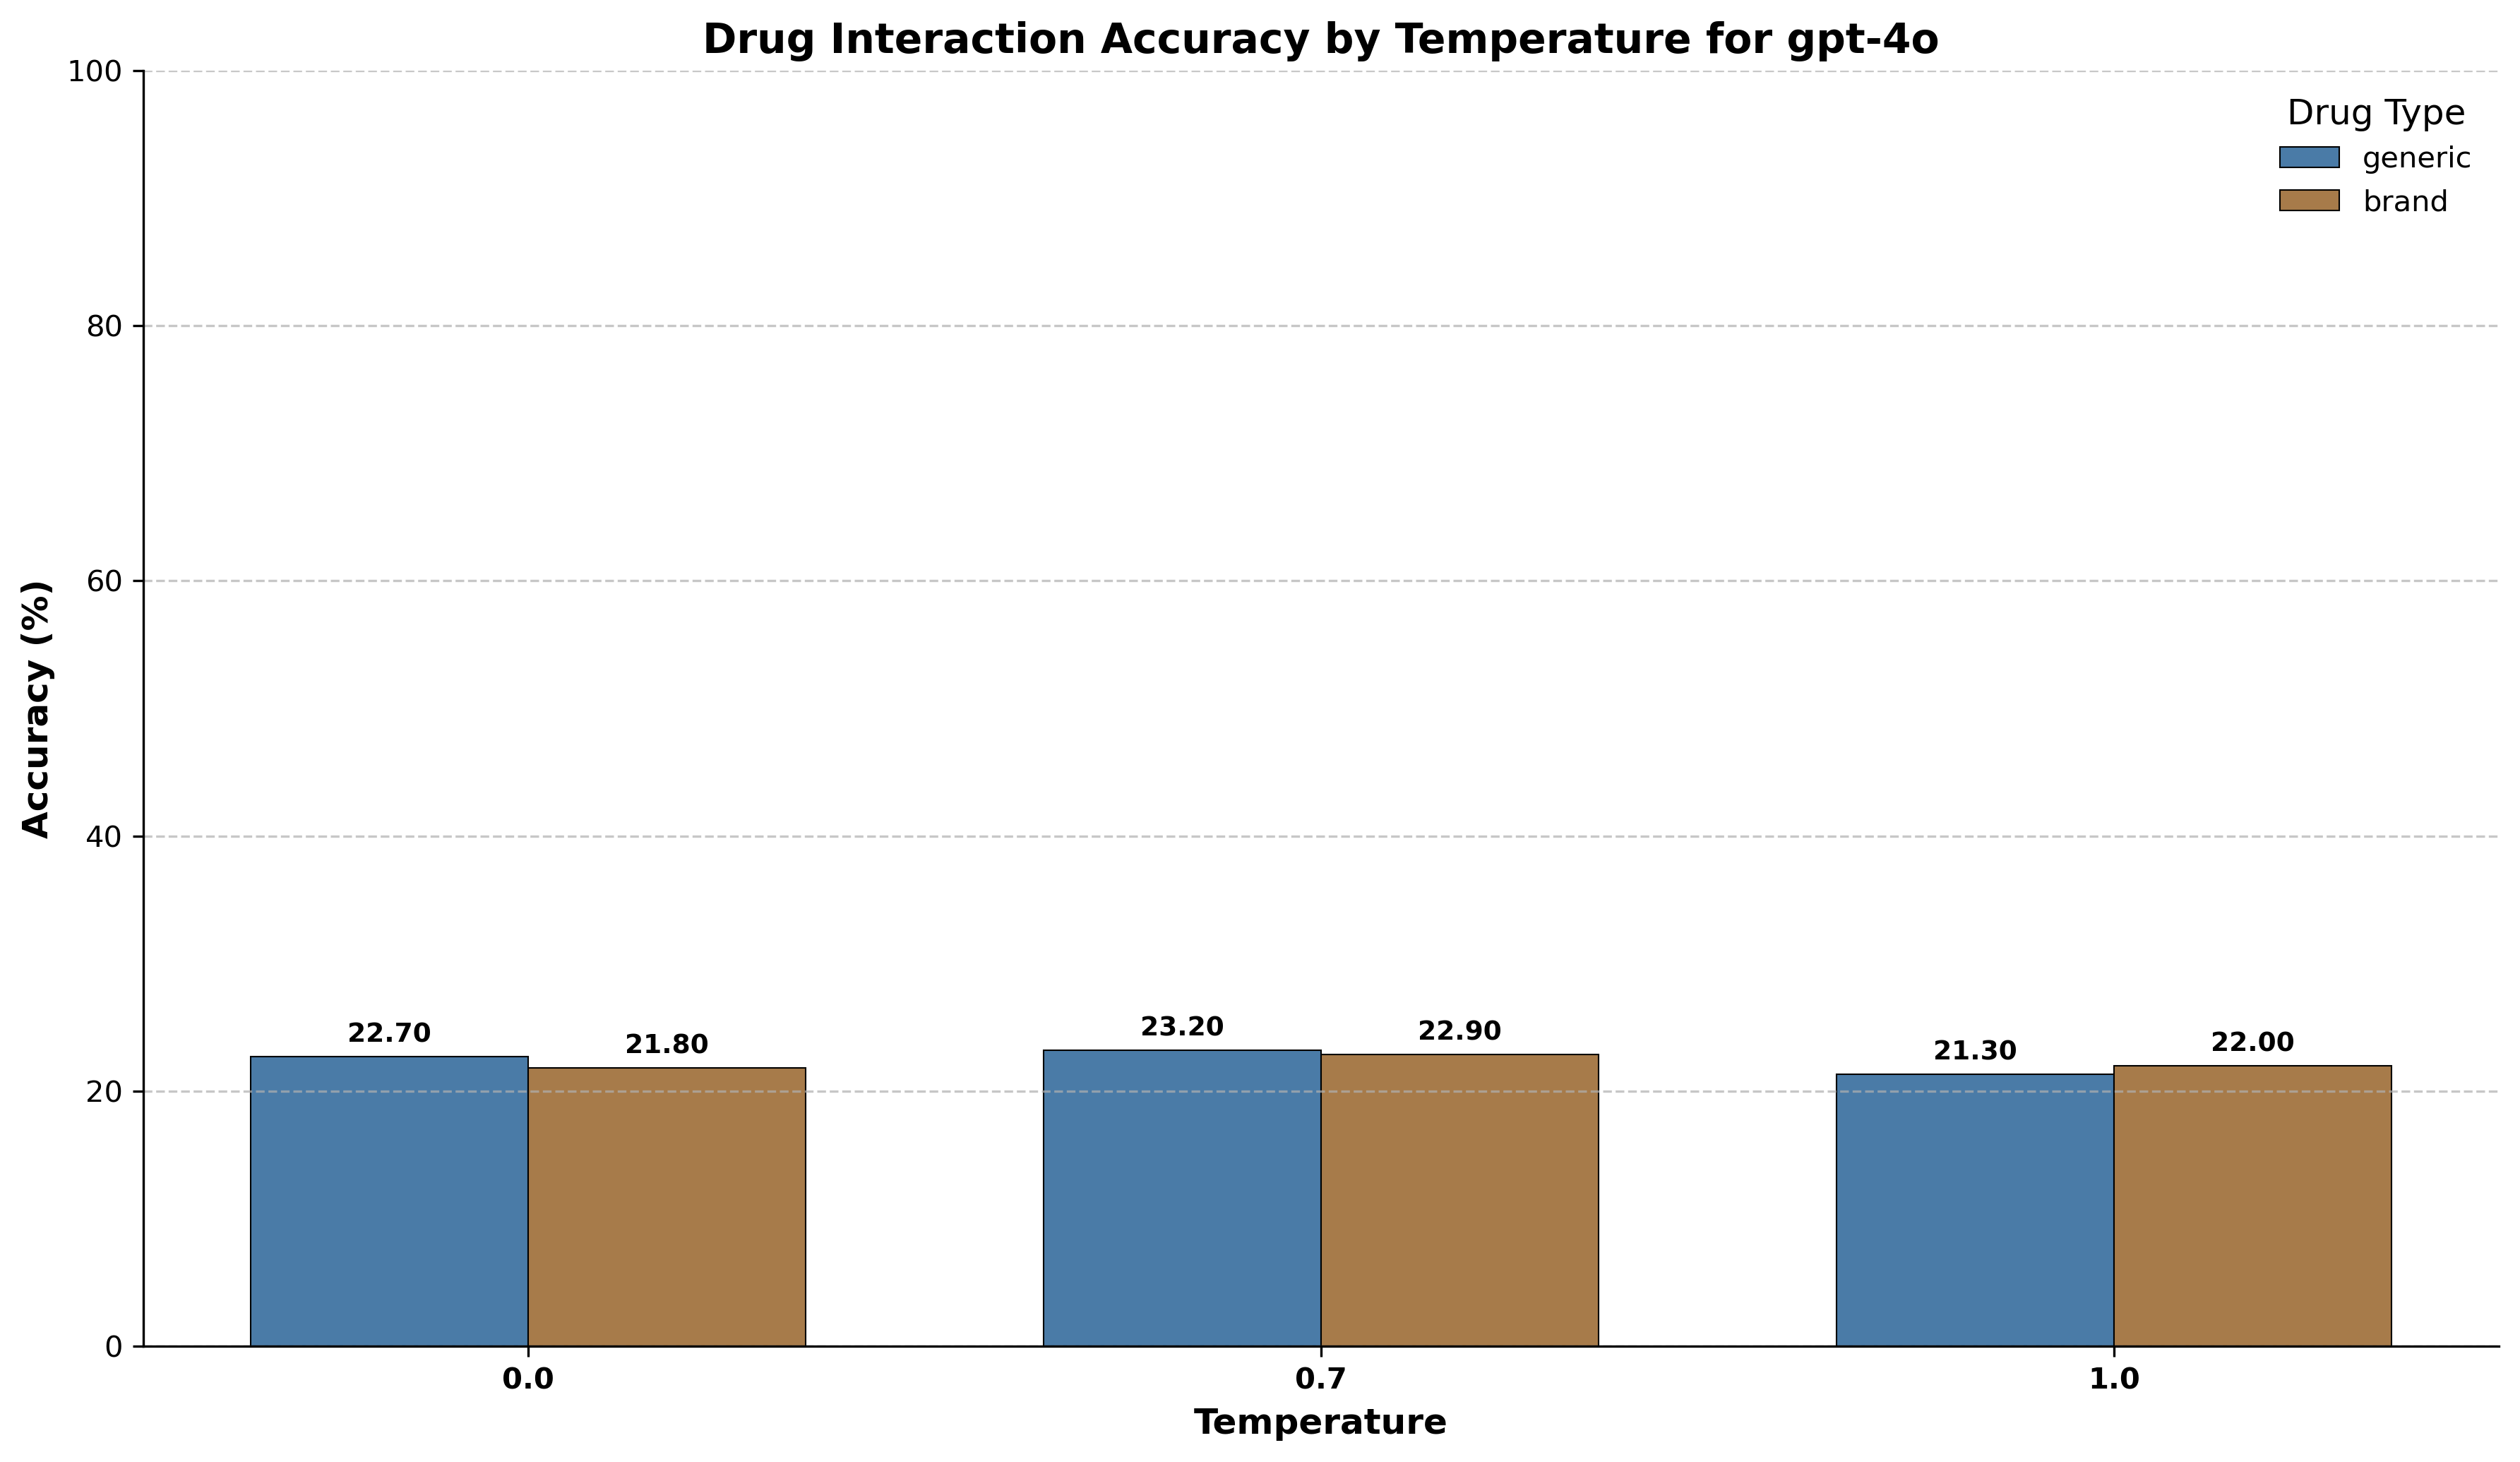 Drug Interaction Accuracy by Temperature for gpt-4o
100
80
60
40
20
0
Accuracy (%)
Drug Type
generic
brand
22.70
21.80
23.20
22.90
21.30
22.00
0.0
0.7
1.0
Temperature